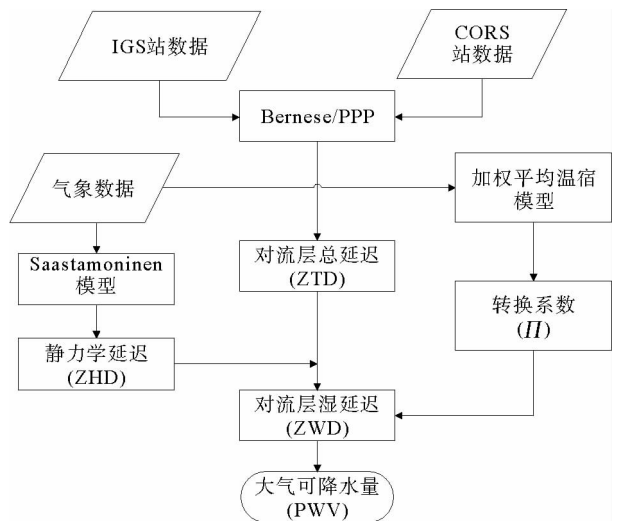 IGS站数据
CORS
站数据
Bernese/PPP
气象数据
加权平均温宿
模型
Saastamoninen
模型
对流层总延迟
(ZTD)
转换系数
(Π)
静力学延迟
(ZHD)
对流层湿延迟
(ZWD)
大气可降水量
(PWV)